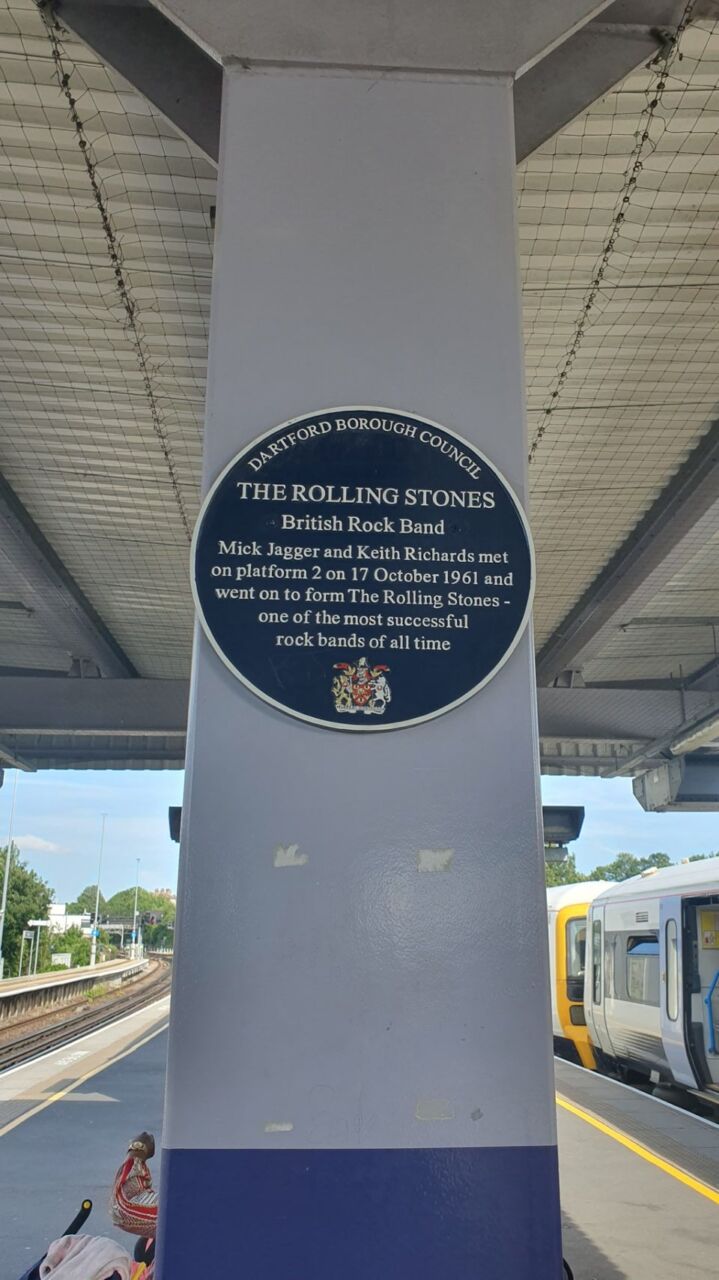 DARTFORD BOROUGH COUNCIL
THE ROLLING STONES
British Rock Band
Mick Jagger and Keith Richards met
on platform 2 on 17 October 1961 and
went on to form The Rolling Stones -
one of the most successful
rock bands of all time